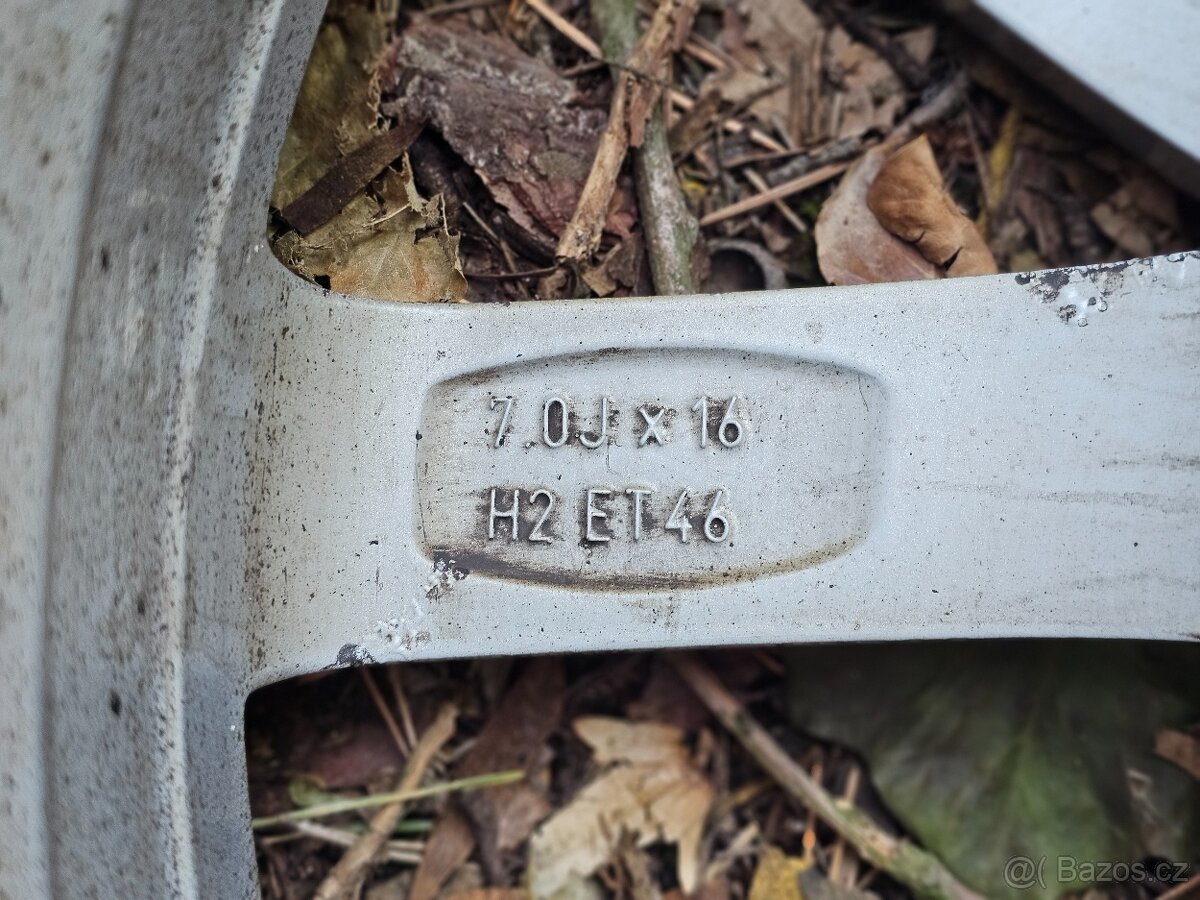 7.0J x 16
H2 ET46
@( Bazos.cz